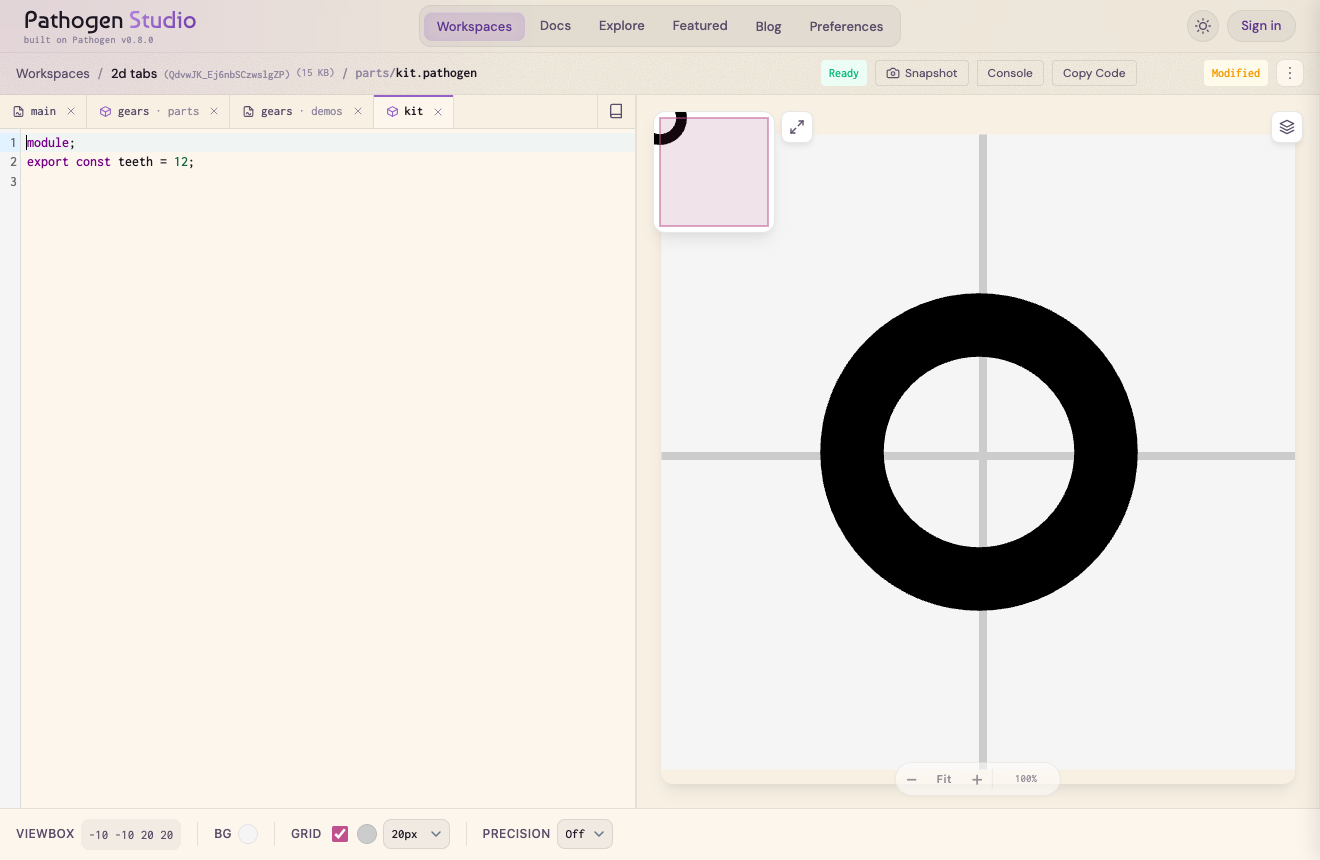 Pathogen Studio
built on Pathogen v0.8.0
Workspaces Docs Explore Featured Blog Preferences
Sign in
Workspaces / 2d tabs (QdvwJK_Ej6nbSCzwslgZP) (15 KB) / parts/kit.pathogen
Ready Snapshot Console Copy Code Modified
main gears · parts gears · demos kit
1 module;
2 export const teeth = 12;
3
Fit 100%
VIEWBOX -10 -10 20 20 BG GRID 20px PRECISION Off